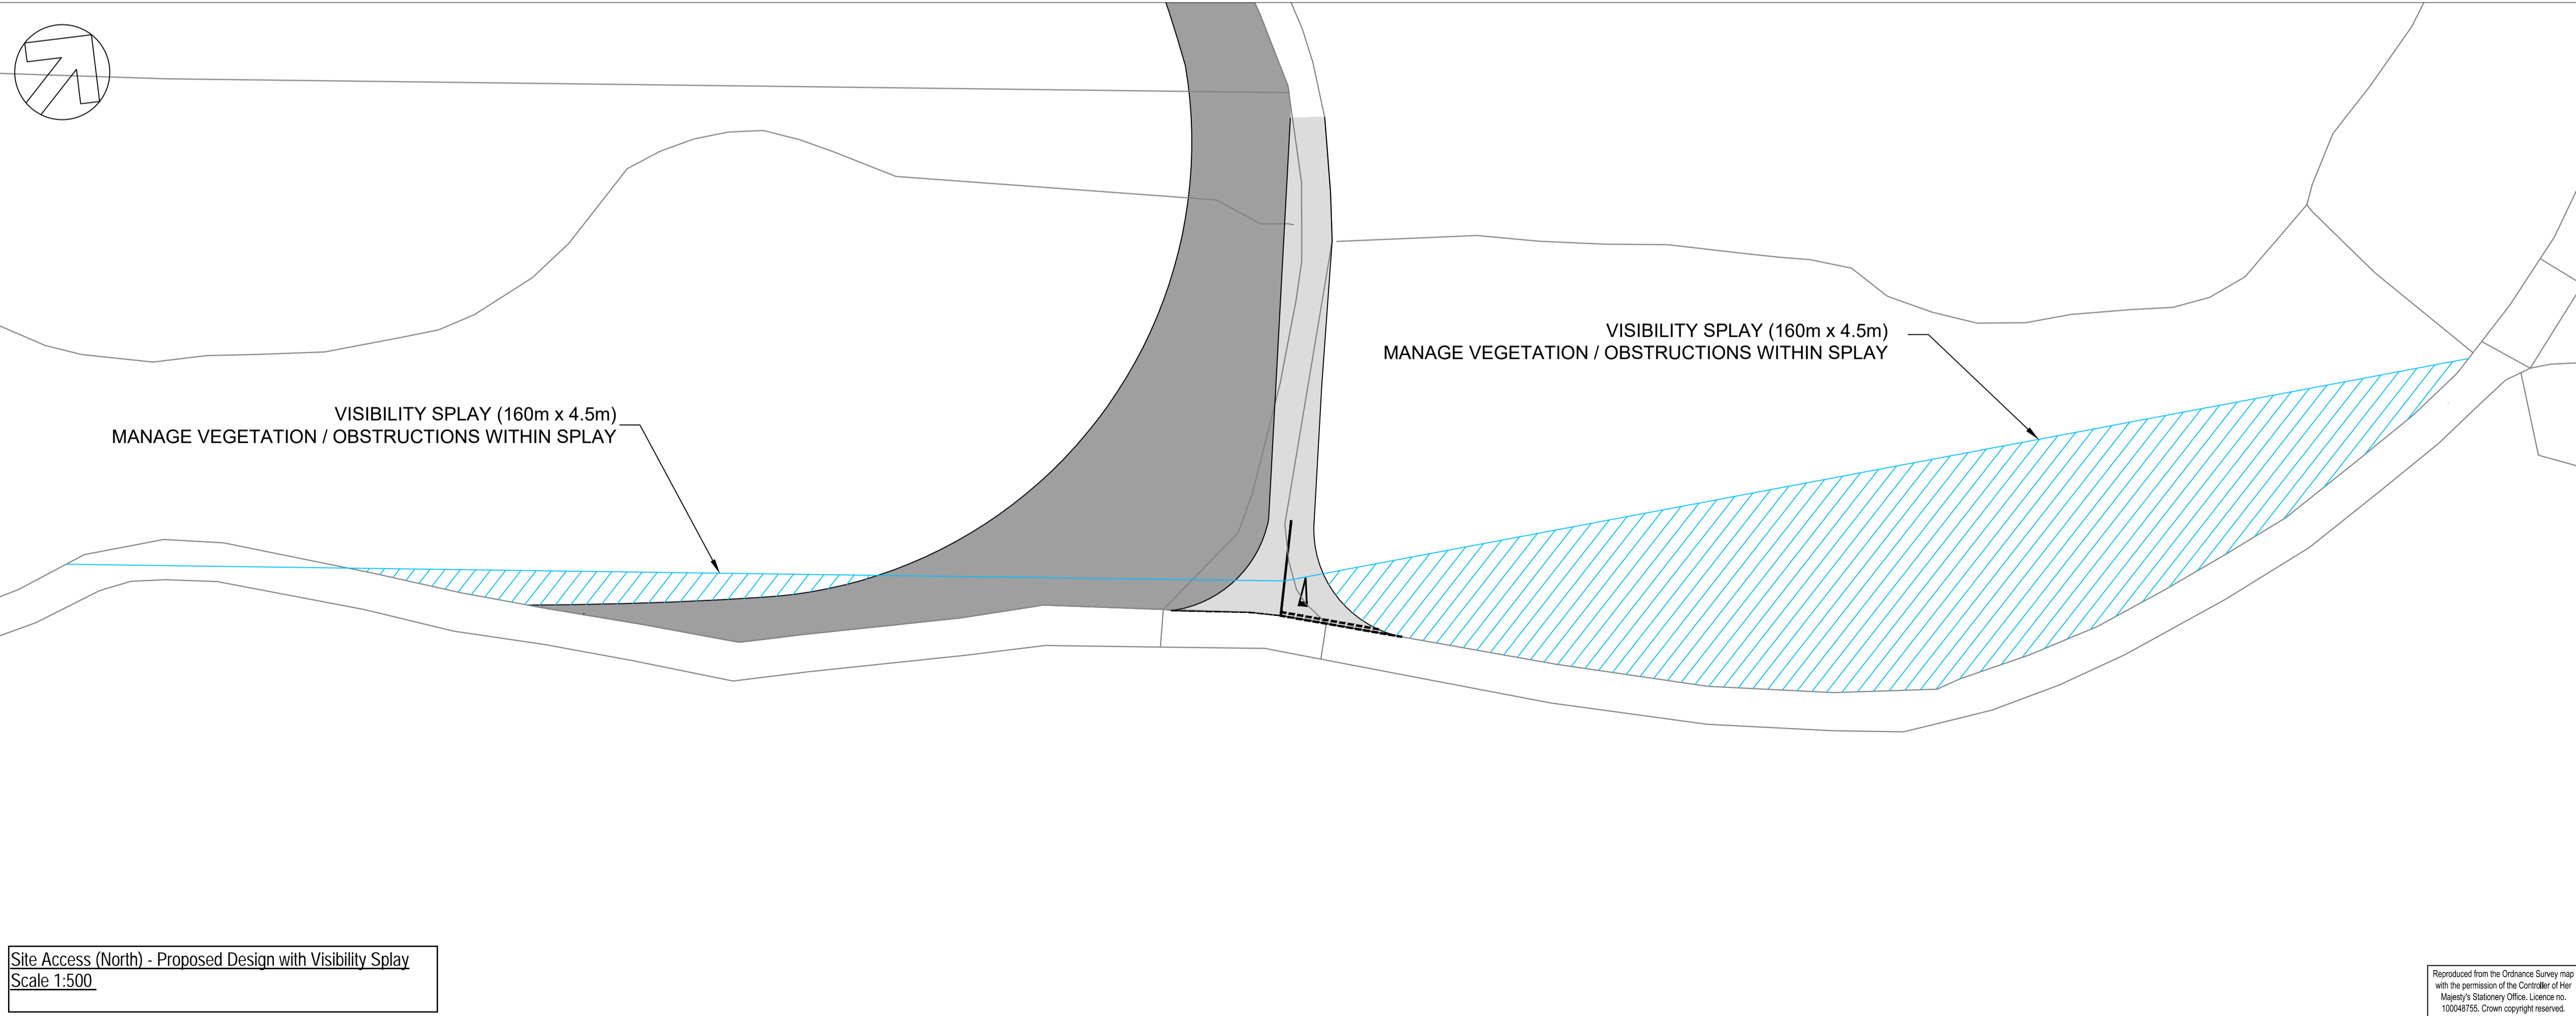 VISIBILITY SPLAY (160m x 4.5m)
MANAGE VEGETATION / OBSTRUCTIONS WITHIN SPLAY
VISIBILITY SPLAY (160m x 4.5m)
MANAGE VEGETATION / OBSTRUCTIONS WITHIN SPLAY
Site Access (North) - Proposed Design with Visibility Splay
Scale 1:500
Reproduced from the Ordnance Survey map
with the permission of the Controller of Her
Majesty's Stationery Office. Licence no.
100048755. Crown copyright reserved.